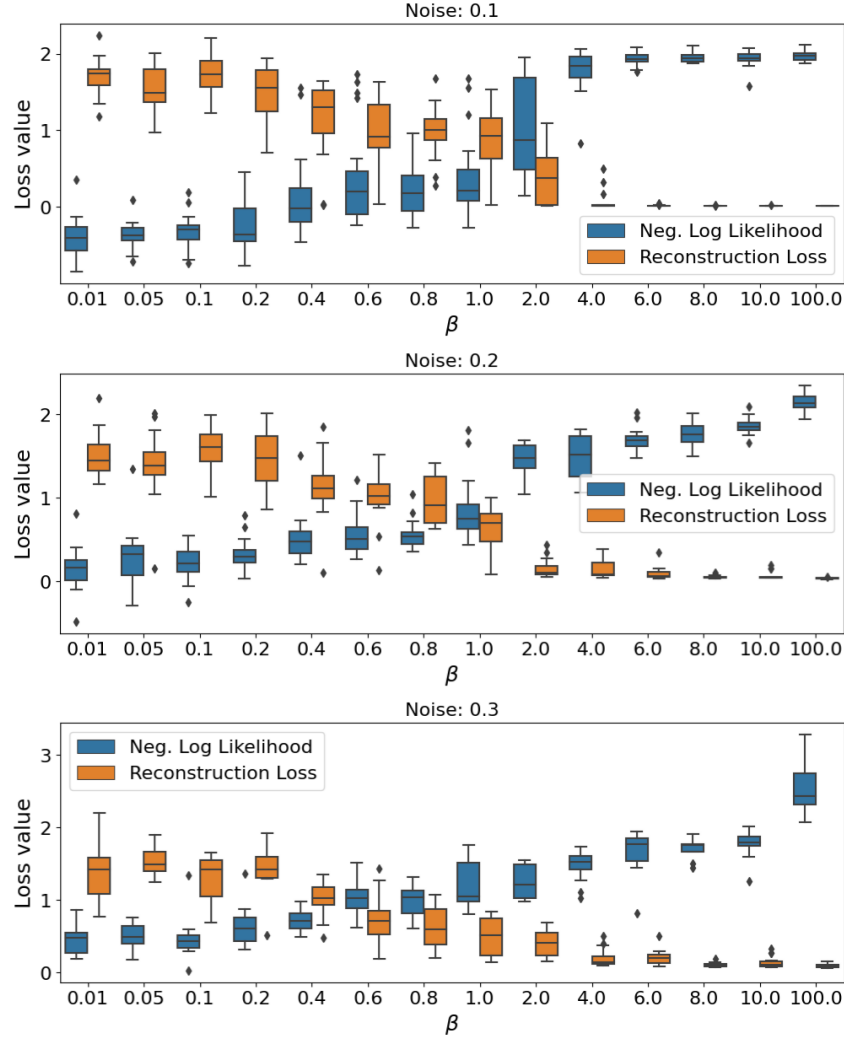 Noise: 0.1
Loss value
2
1
0
Neg. Log Likelihood
Reconstruction Loss
0.01 0.05 0.1 0.2 0.4 0.6 0.8 1.0 2.0 4.0 6.0 8.0 10.0 100.0
β
Noise: 0.2
Loss value
2
1
0
Neg. Log Likelihood
Reconstruction Loss
0.01 0.05 0.1 0.2 0.4 0.6 0.8 1.0 2.0 4.0 6.0 8.0 10.0 100.0
β
Noise: 0.3
Loss value
3
2
1
0
Neg. Log Likelihood
Reconstruction Loss
0.01 0.05 0.1 0.2 0.4 0.6 0.8 1.0 2.0 4.0 6.0 8.0 10.0 100.0
β